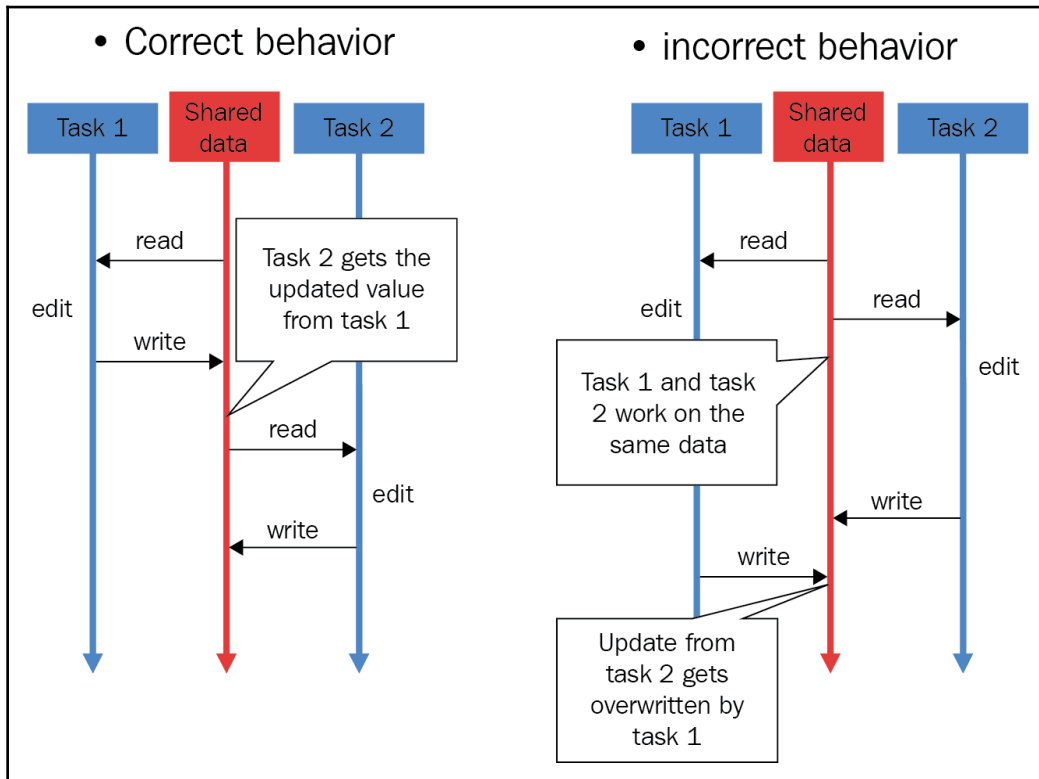 • Correct behavior
Task 1
Shared
data
Task 2
read
Task 2 gets the
updated value
from task 1
edit
write
read
edit
write
• incorrect behavior
Task 1
Shared
data
Task 2
read
read
edit
edit
Task 1 and task
2 work on the
same data
write
write
Update from
task 2 gets
overwritten by
task 1